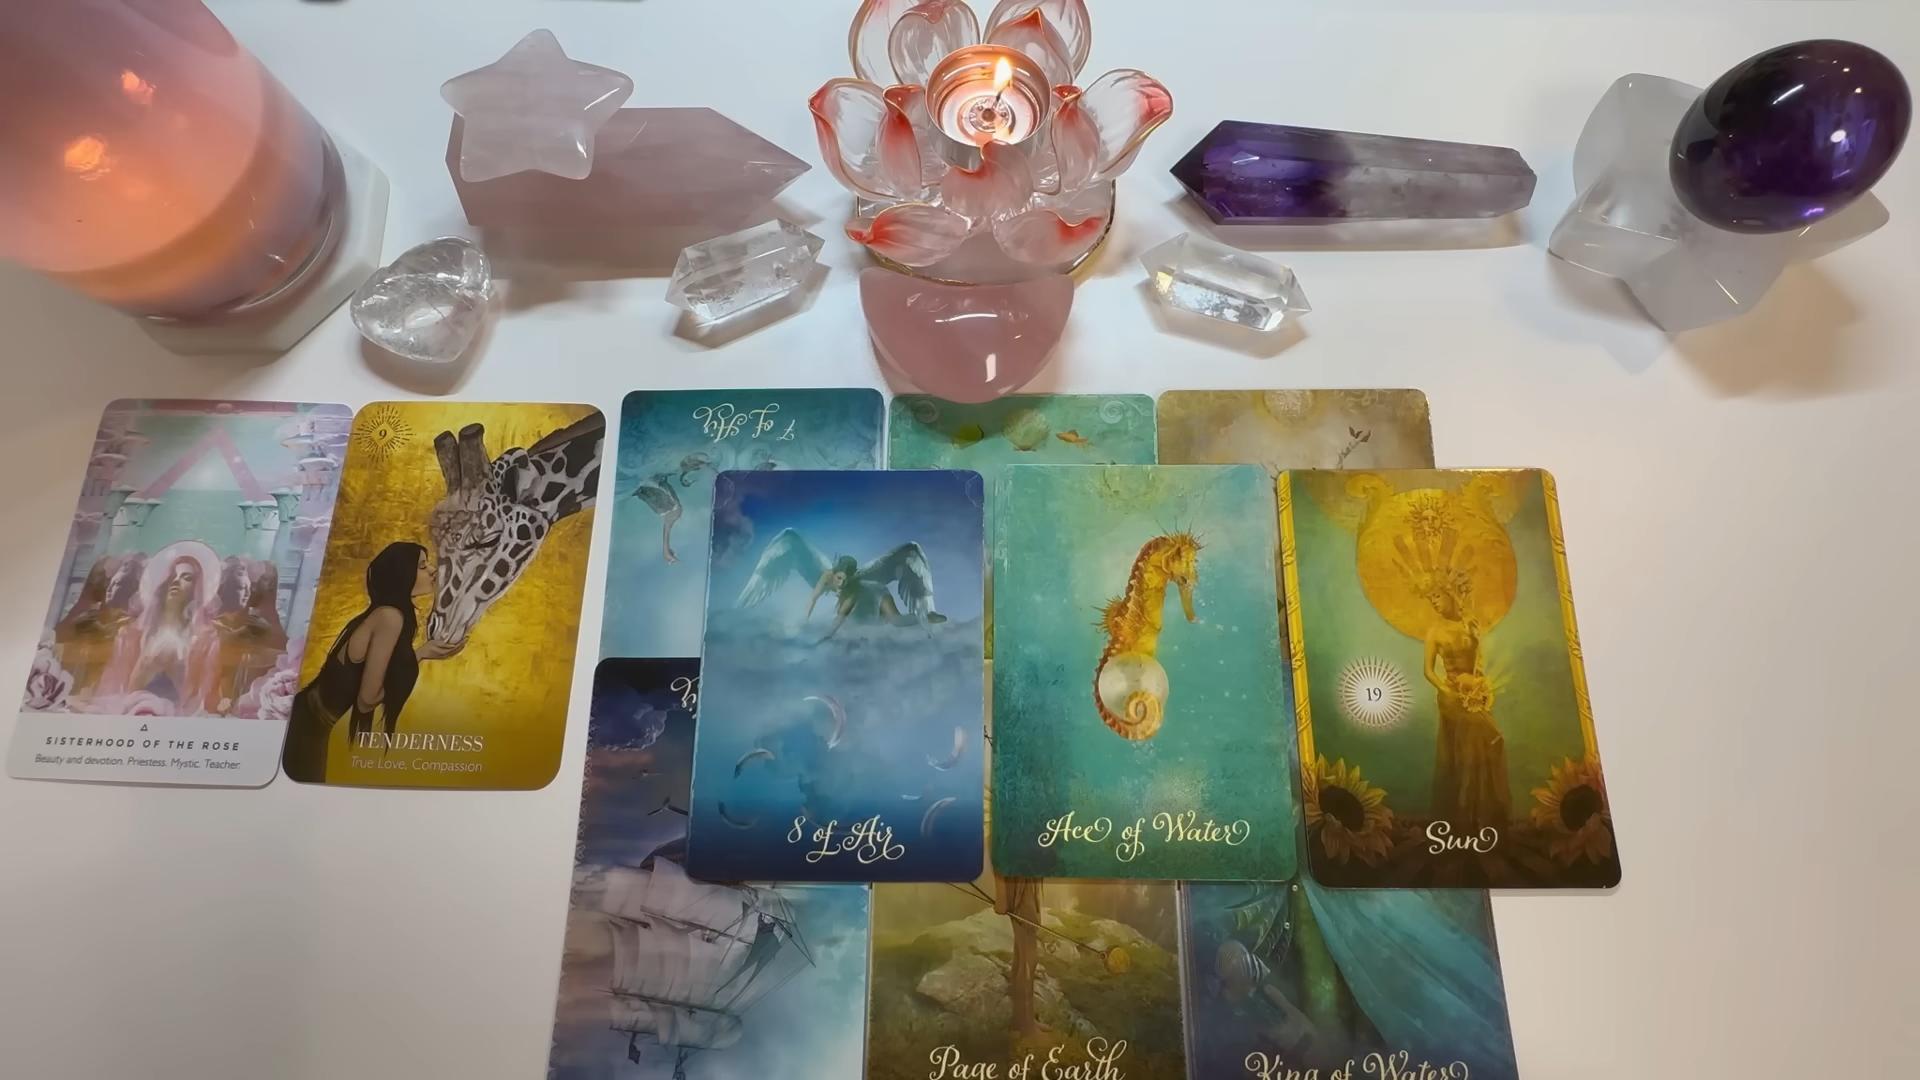 SISTERHOOD OF THE ROSE
Beauty and devotion. Priestess. Mystic. Teacher.
9
TENDERNESS
True Love, Compassion
7 of Air
8 of Air
Ace of Water
19
Sun
Page of Earth
King of Water